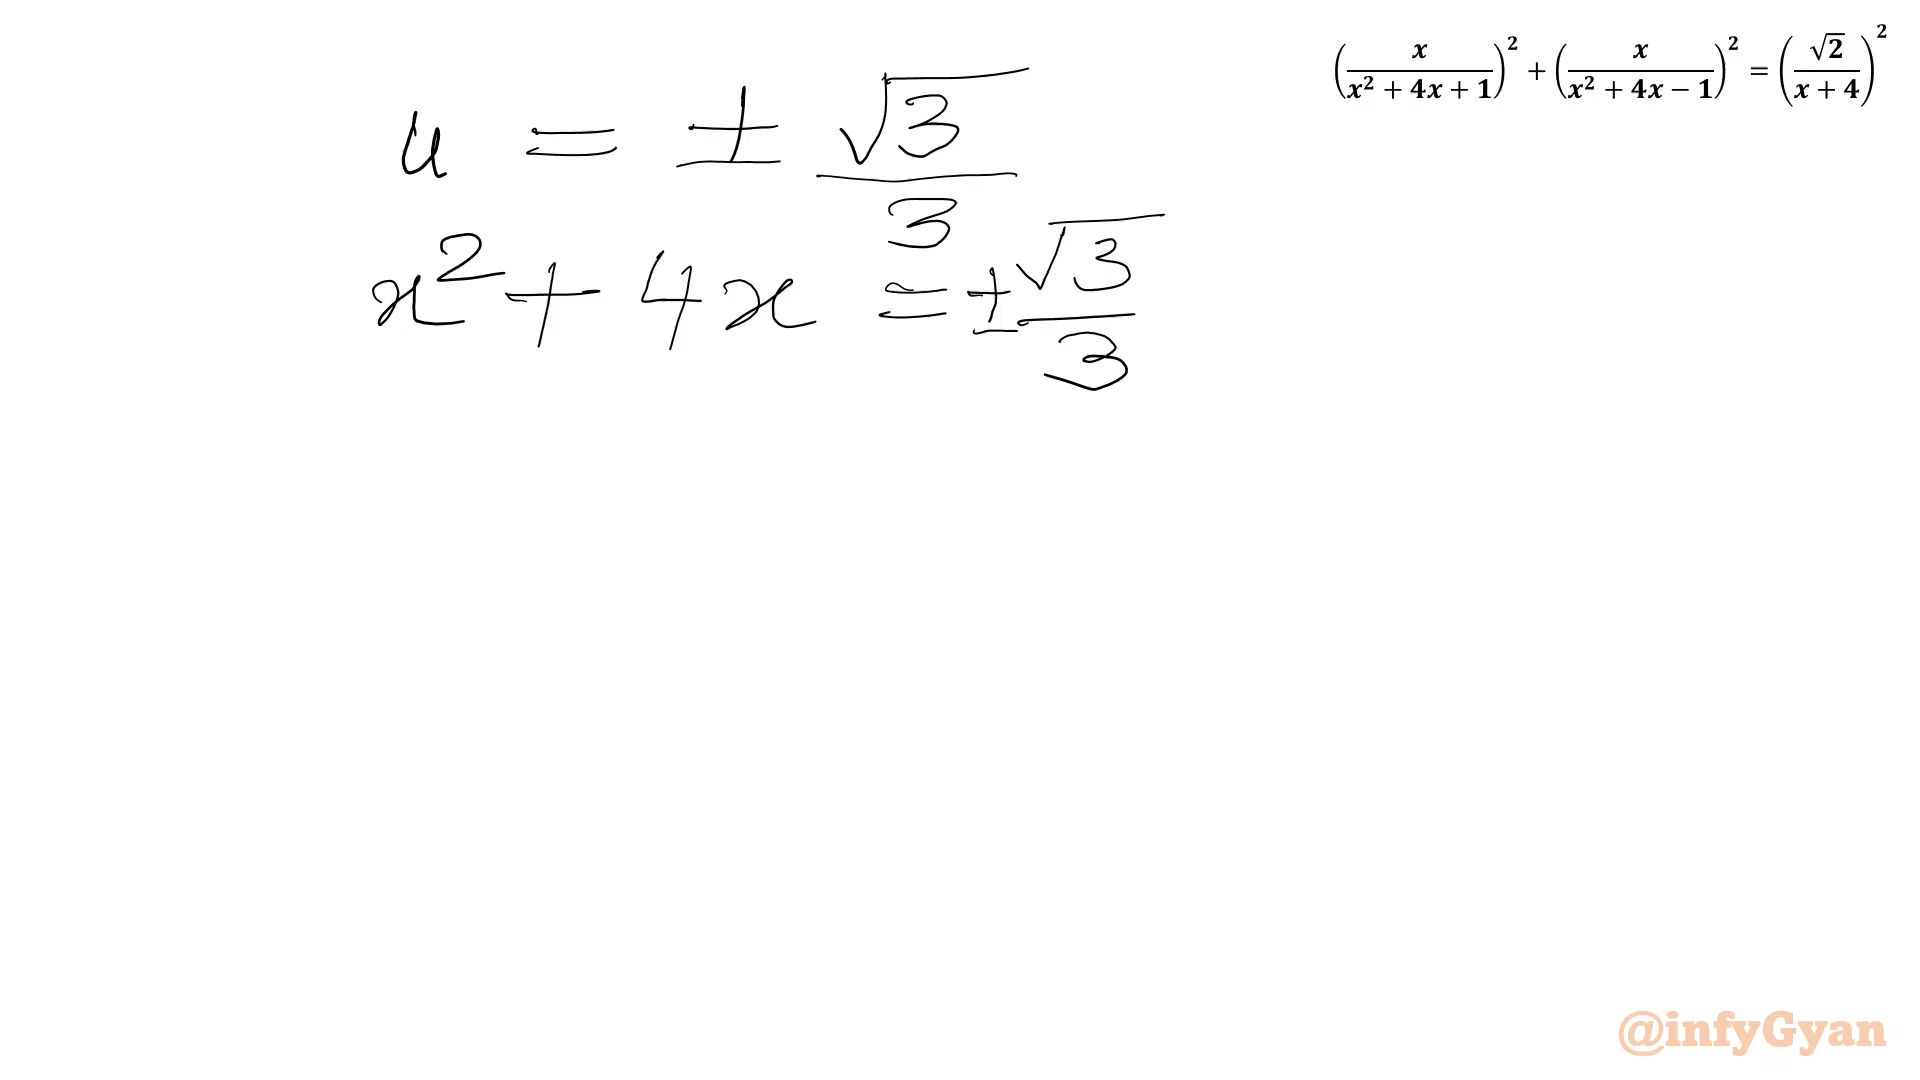 (x/(x² + 4x + 1))² + (x/(x² + 4x − 1))² = (√2/(x + 4))²
u = ± √3/3
x² + 4x = ± √3/3
@infyGyan